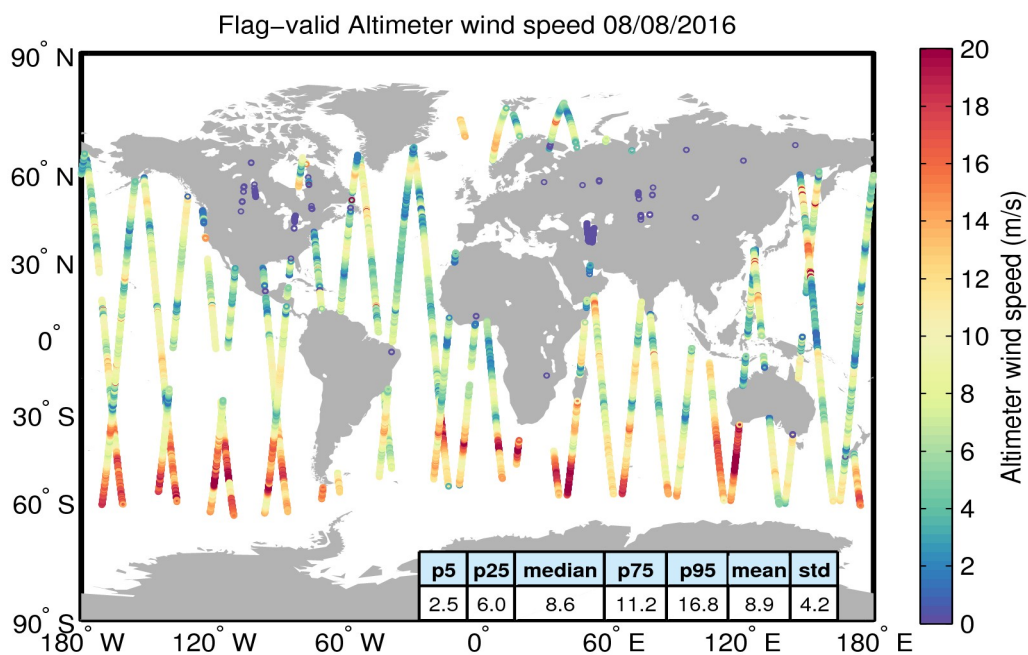 Flag−valid Altimeter wind speed 08/08/2016
90° N
60° N
30° N
0°
30° S
60° S
90° S
180° W
120° W
60° W
0°
60° E
120° E
180° E
p5 p25 median p75 p95 mean std
2.5 6.0 8.6 11.2 16.8 8.9 4.2
20
18
16
14
12
10
8
6
4
2
0
Altimeter wind speed (m/s)